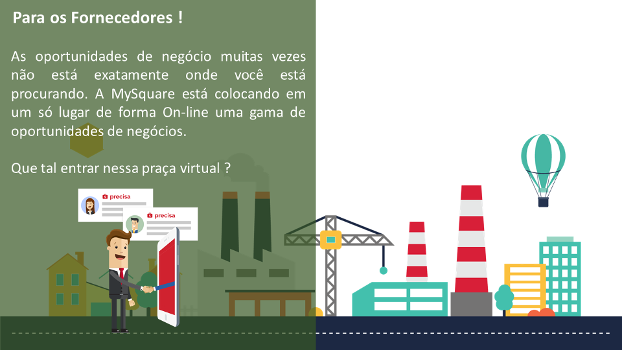 Para os Fornecedores !
As oportunidades de negócio muitas vezes
não está exatamente onde você está
procurando. A MySquare está colocando em
um só lugar de forma On-line uma gama de
oportunidades de negócios.
Que tal entrar nessa praça virtual ?
precisa
precisa